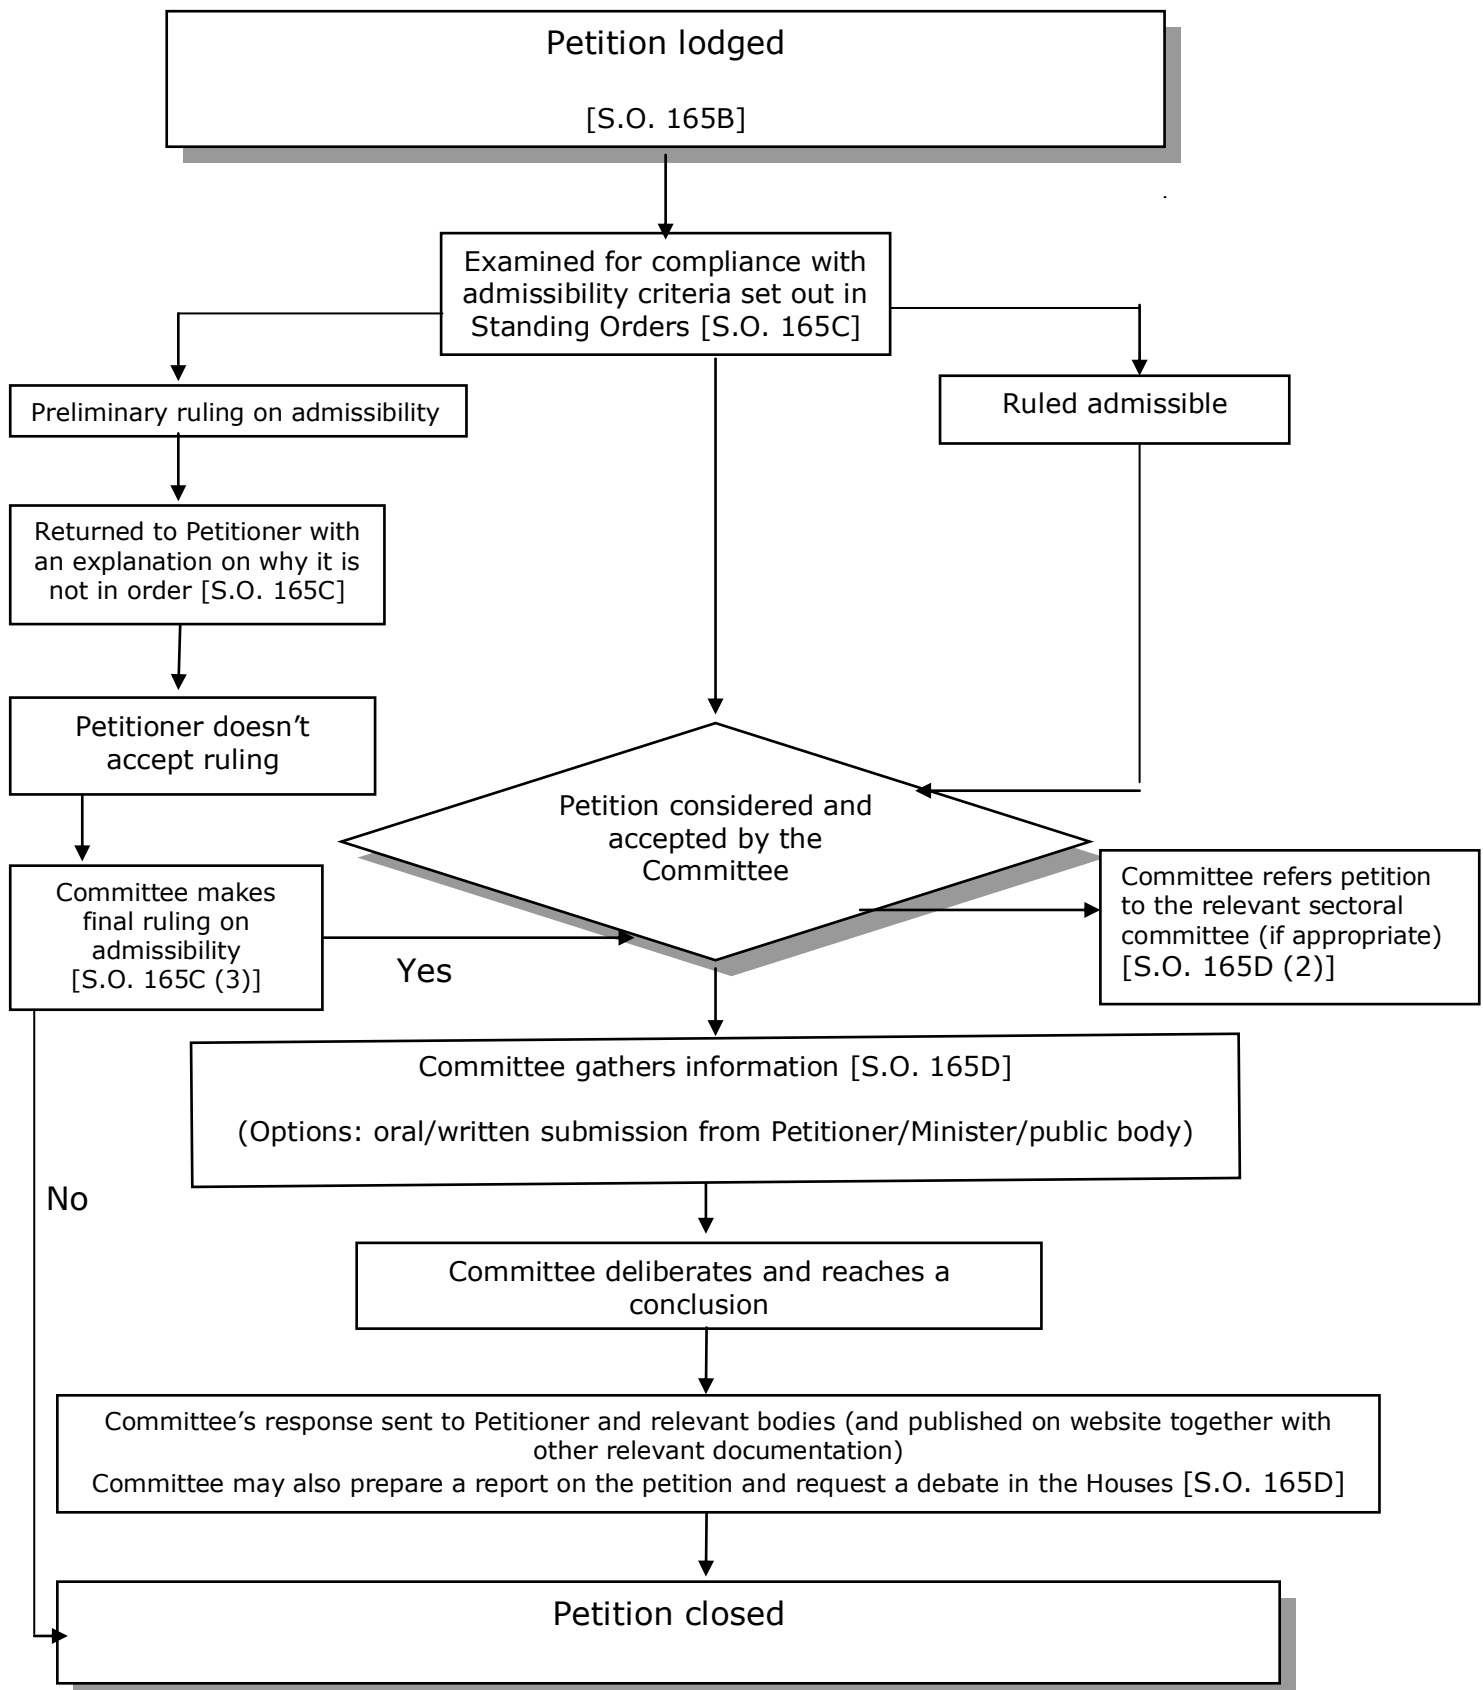 Petition lodged
[S.O. 165B]
Examined for compliance with
admissibility criteria set out in
Standing Orders [S.O. 165C]
Preliminary ruling on admissibility
Ruled admissible
Returned to Petitioner with
an explanation on why it is
not in order [S.O. 165C]
Petitioner doesn’t
accept ruling
Petition considered and
accepted by the
Committee
Committee makes
final ruling on
admissibility
[S.O. 165C (3)]
Yes
Committee refers petition
to the relevant sectoral
committee (if appropriate)
[S.O. 165D (2)]
Committee gathers information [S.O. 165D]
(Options: oral/written submission from Petitioner/Minister/public body)
No
Committee deliberates and reaches a
conclusion
Committee’s response sent to Petitioner and relevant bodies (and published on website together with
other relevant documentation)
Committee may also prepare a report on the petition and request a debate in the Houses [S.O. 165D]
Petition closed